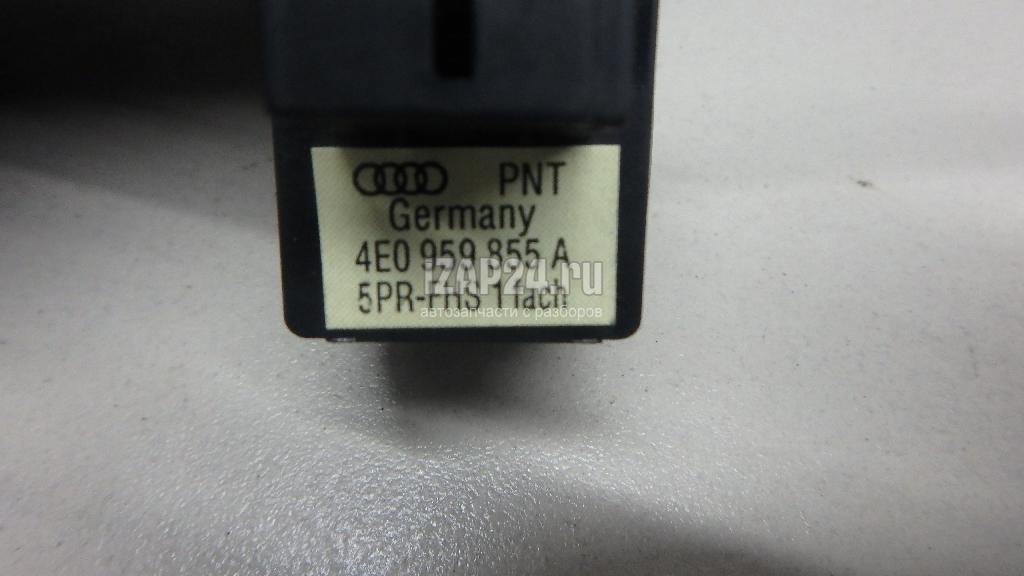 PNT
Germany
4E0 959 855 A
iZAP24.ru
5PR-FHS 1fach
автозапчасти с разборов